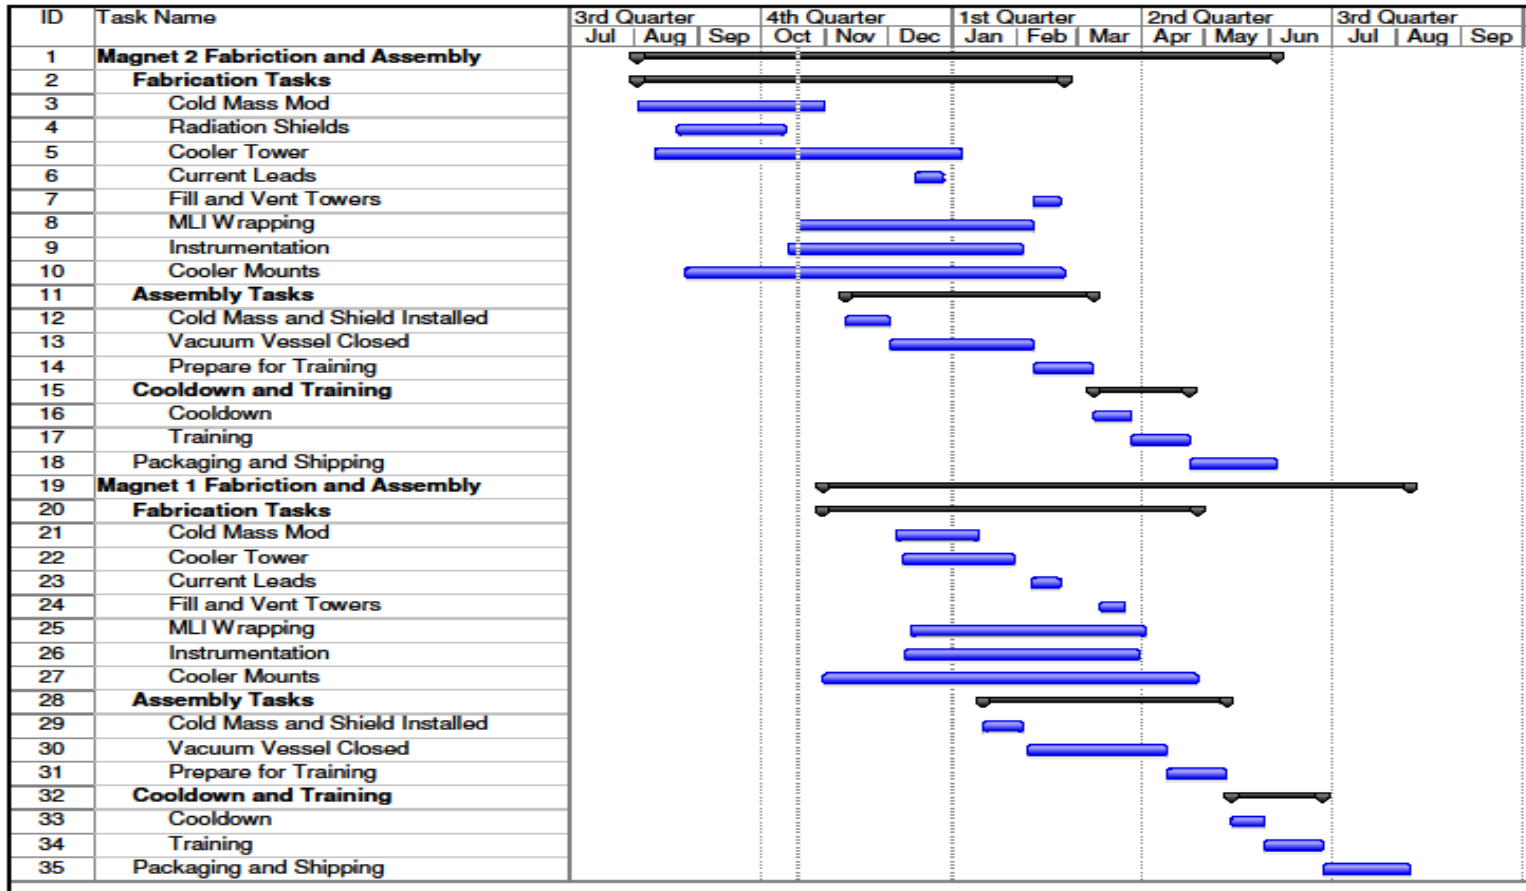 ID Task Name 3rd Quarter 4th Quarter 1st Quarter 2nd Quarter 3rd Quarter
Jul Aug Sep Oct Nov Dec Jan Feb Mar Apr May Jun Jul Aug Sep
1 Magnet 2 Fabriction and Assembly
2 Fabrication Tasks
3 Cold Mass Mod
4 Radiation Shields
5 Cooler Tower
6 Current Leads
7 Fill and Vent Towers
8 MLI Wrapping
9 Instrumentation
10 Cooler Mounts
11 Assembly Tasks
12 Cold Mass and Shield Installed
13 Vacuum Vessel Closed
14 Prepare for Training
15 Cooldown and Training
16 Cooldown
17 Training
18 Packaging and Shipping
19 Magnet 1 Fabriction and Assembly
20 Fabrication Tasks
21 Cold Mass Mod
22 Cooler Tower
23 Current Leads
24 Fill and Vent Towers
25 MLI Wrapping
26 Instrumentation
27 Cooler Mounts
28 Assembly Tasks
29 Cold Mass and Shield Installed
30 Vacuum Vessel Closed
31 Prepare for Training
32 Cooldown and Training
33 Cooldown
34 Training
35 Packaging and Shipping